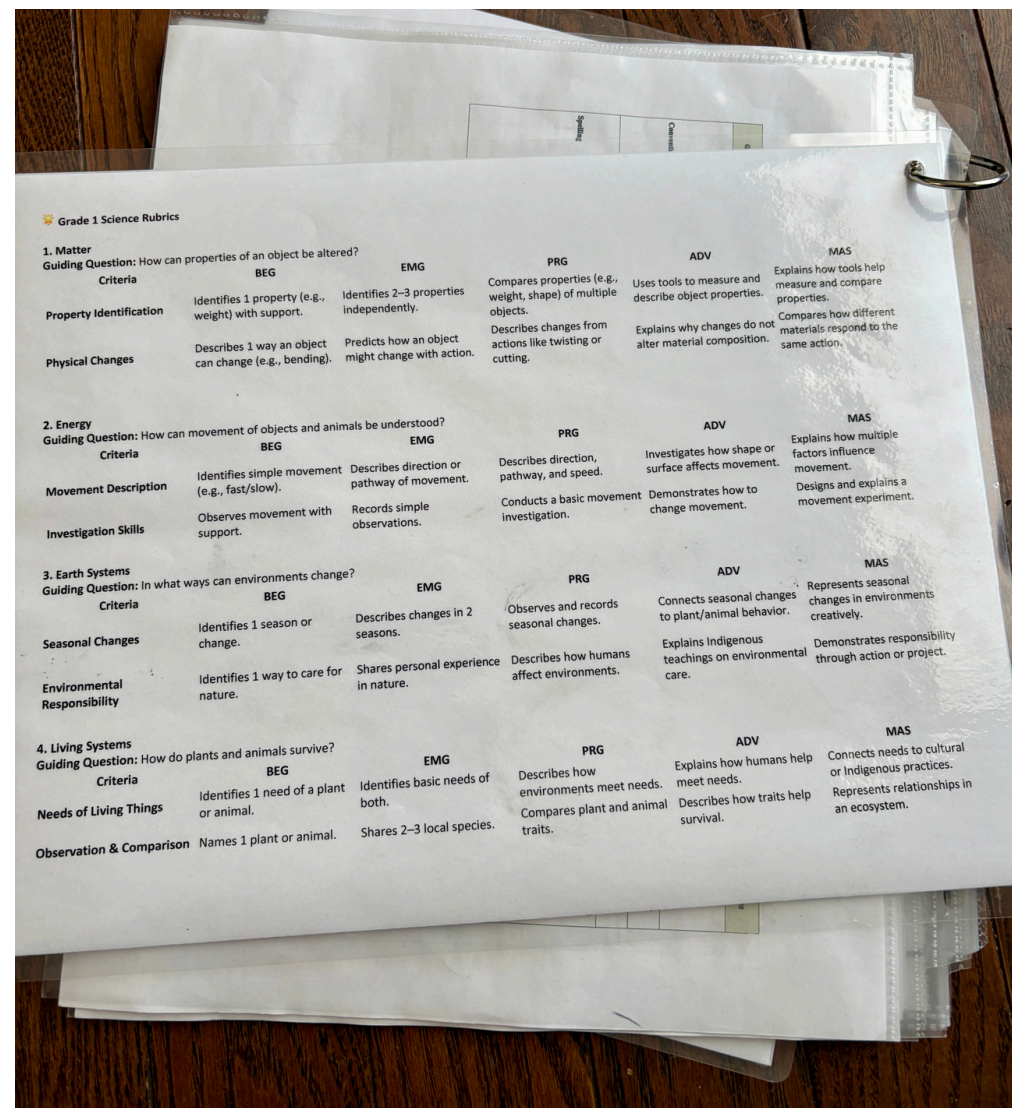 Spelling
Conventi
G
Grade 1 Science Rubrics
1. Matter
Guiding Question: How can properties of an object be altered?
Criteria BEG EMG PRG ADV MAS
Property Identification
Identifies 1 property (e.g.,
weight) with support.
Identifies 2–3 properties
independently.
Compares properties (e.g.,
weight, shape) of multiple
objects.
Uses tools to measure and
describe object properties.
Explains how tools help
measure and compare
properties.
Physical Changes
Describes 1 way an object
can change (e.g., bending).
Predicts how an object
might change with action.
Describes changes from
actions like twisting or
cutting.
Explains why changes do not
alter material composition.
Compares how different
materials respond to the
same action.
2. Energy
Guiding Question: How can movement of objects and animals be understood?
Criteria BEG EMG PRG ADV MAS
Movement Description
Identifies simple movement
(e.g., fast/slow).
Describes direction or
pathway of movement.
Describes direction,
pathway, and speed.
Investigates how shape or
surface affects movement.
Explains how multiple
factors influence
movement.
Investigation Skills
Observes movement with
support.
Records simple
observations.
Conducts a basic movement
investigation.
Demonstrates how to
change movement.
Designs and explains a
movement experiment.
3. Earth Systems
Guiding Question: In what ways can environments change?
Criteria BEG EMG PRG ADV MAS
Seasonal Changes
Identifies 1 season or
change.
Describes changes in 2
seasons.
Observes and records
seasonal changes.
Connects seasonal changes
to plant/animal behavior.
Represents seasonal
changes in environments
creatively.
Environmental
Responsibility
Identifies 1 way to care for
nature.
Shares personal experience
in nature.
Describes how humans
affect environments.
Explains Indigenous
teachings on environmental
care.
Demonstrates responsibility
through action or project.
4. Living Systems
Guiding Question: How do plants and animals survive?
Criteria BEG EMG PRG ADV MAS
Needs of Living Things
Identifies 1 need of a plant
or animal.
Identifies basic needs of
both.
Describes how
environments meet needs.
Explains how humans help
meet needs.
Connects needs to cultural
or Indigenous practices.
Observation & Comparison
Names 1 plant or animal.
Shares 2–3 local species.
Compares plant and animal
traits.
Describes how traits help
survival.
Represents relationships in
an ecosystem.